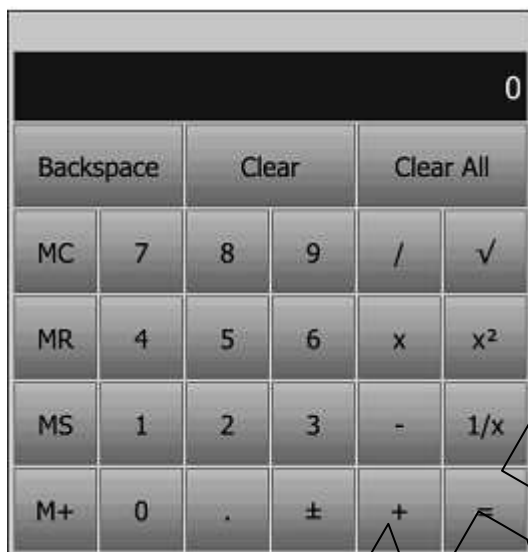 0
Backspace Clear Clear All
MC 7 8 9 / √
MR 4 5 6 x x²
MS 1 2 3 - 1/x
M+ 0 . ± + =